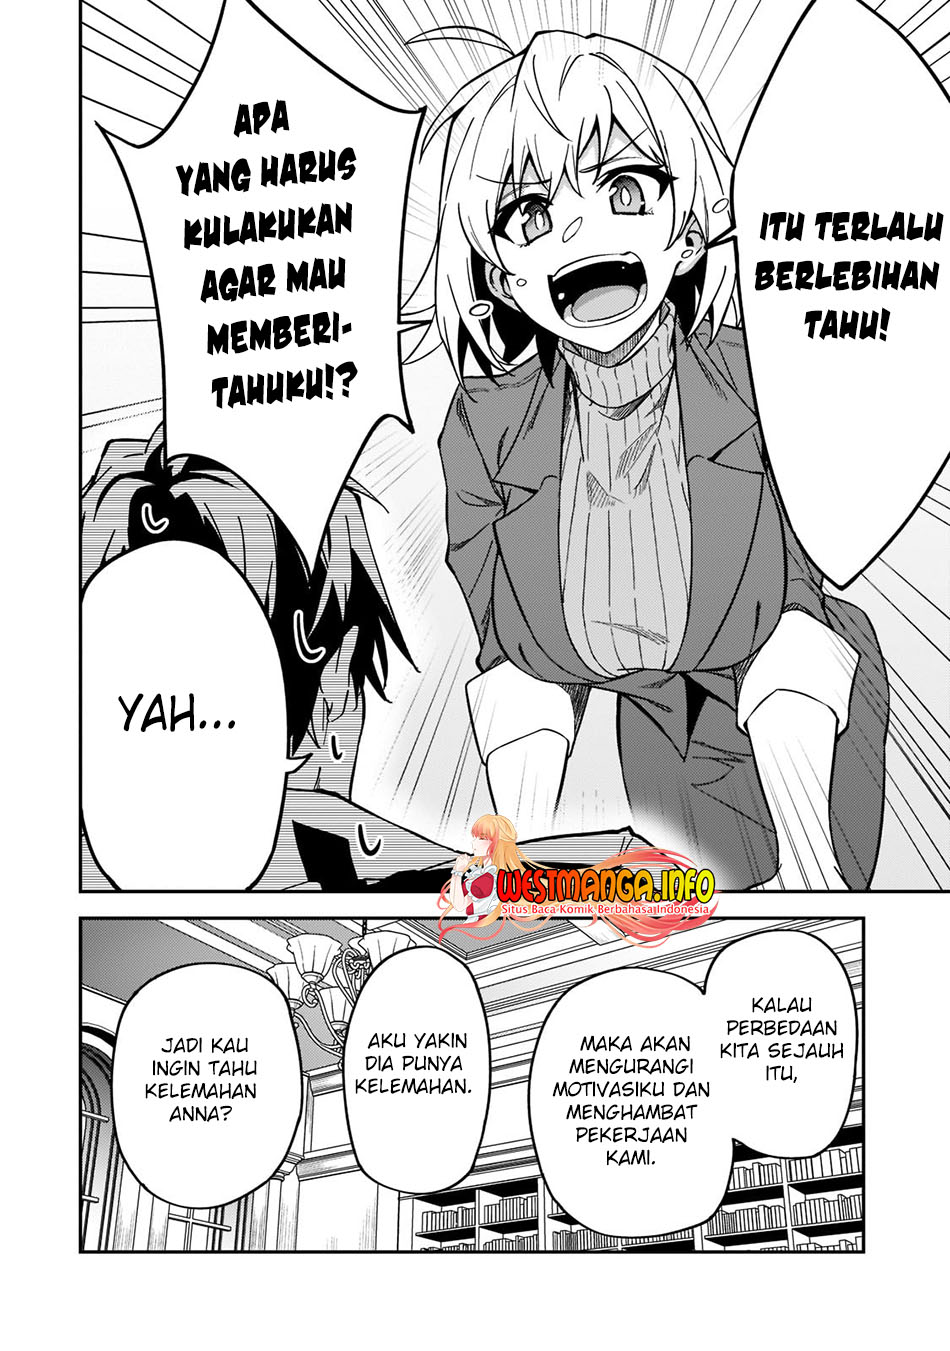 ITU TERLALU
BERLEBIHAN
TAHU!
APA
YANG HARUS
KULAKUKAN
AGAR MAU
MEMBERI-
TAHUKU!?
YAH...
WESTMANGA.INFO
Situs Baca Komik Berbahasa Indonesia
KALAU
PERBEDAAN
KITA SEJAUH
ITU,
MAKA AKAN
MENGURANGI
MOTIVASIKU DAN
MENGHAMBAT
PEKERJAAN
KAMI.
AKU YAKIN
DIA PUNYA
KELEMAHAN.
JADI KAU
INGIN TAHU
KELEMAHAN
ANNA?